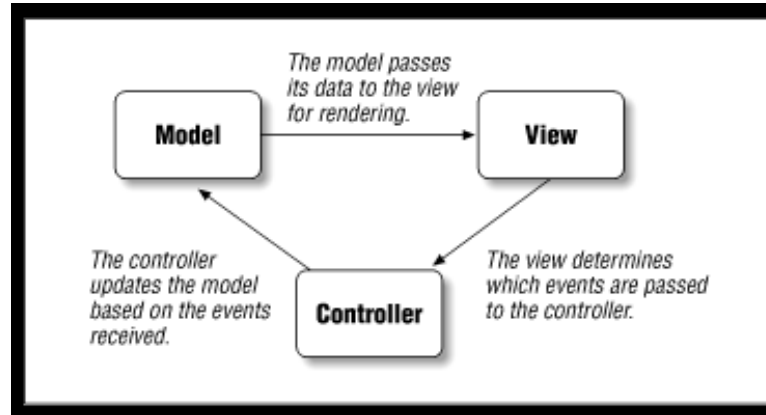 The model passes
its data to the view
for rendering.
Model
View
The controller
updates the model
based on the events
received.
Controller
The view determines
which events are passed
to the controller.